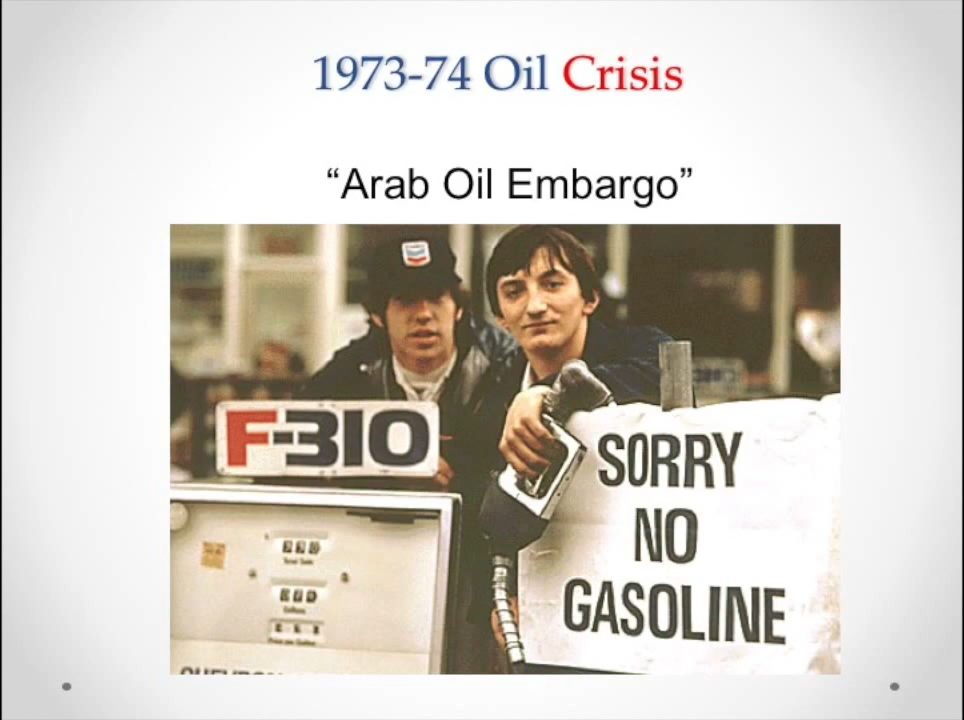 1973-74 Oil Crisis
“Arab Oil Embargo”
F-310
SORRY
NO
GASOLINE